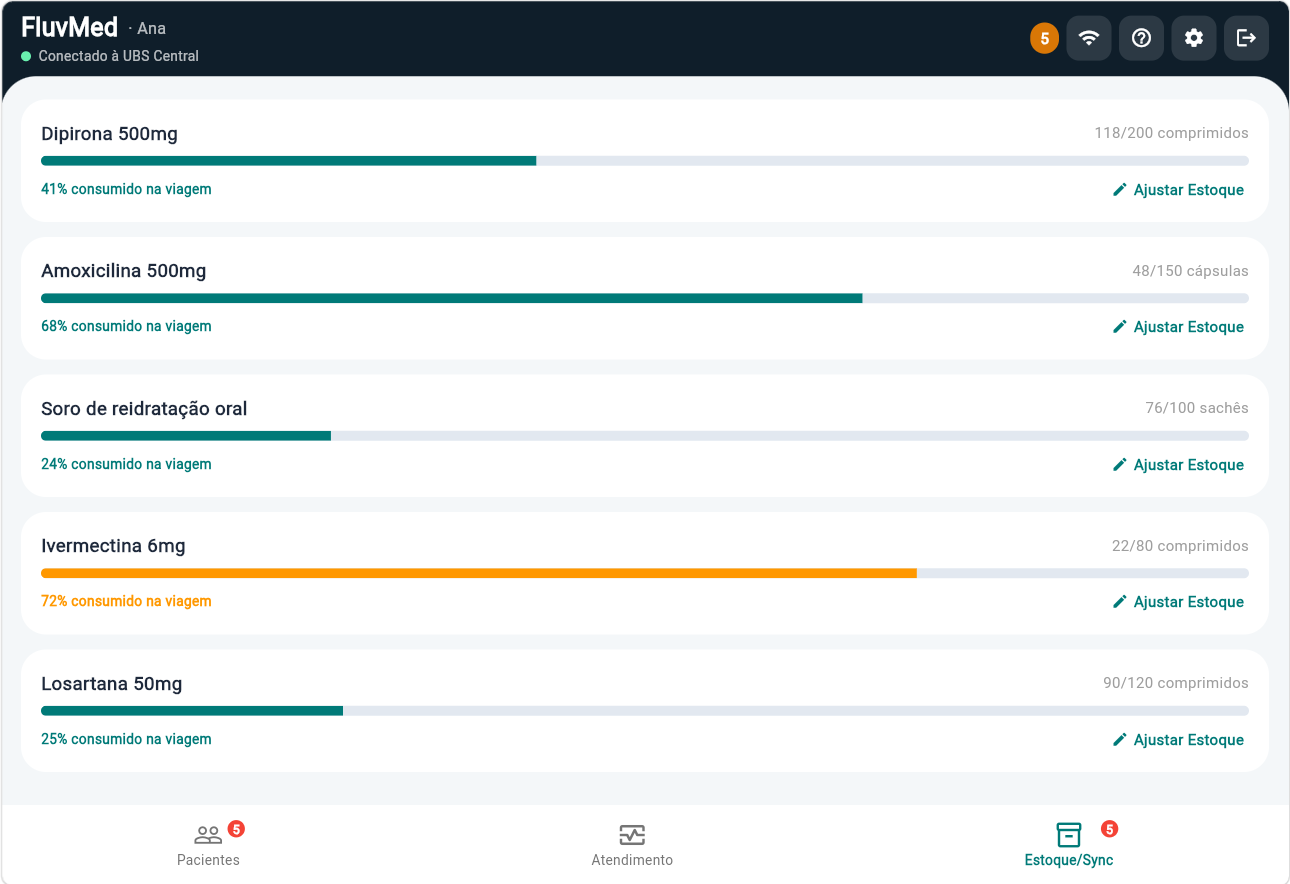 FluvMed · Ana
Conectado à UBS Central
5
Dipirona 500mg
118/200 comprimidos
41% consumido na viagem
Ajustar Estoque
Amoxicilina 500mg
48/150 cápsulas
68% consumido na viagem
Ajustar Estoque
Soro de reidratação oral
76/100 sachês
24% consumido na viagem
Ajustar Estoque
Ivermectina 6mg
22/80 comprimidos
72% consumido na viagem
Ajustar Estoque
Losartana 50mg
90/120 comprimidos
25% consumido na viagem
Ajustar Estoque
5
Pacientes
Atendimento
5
Estoque/Sync